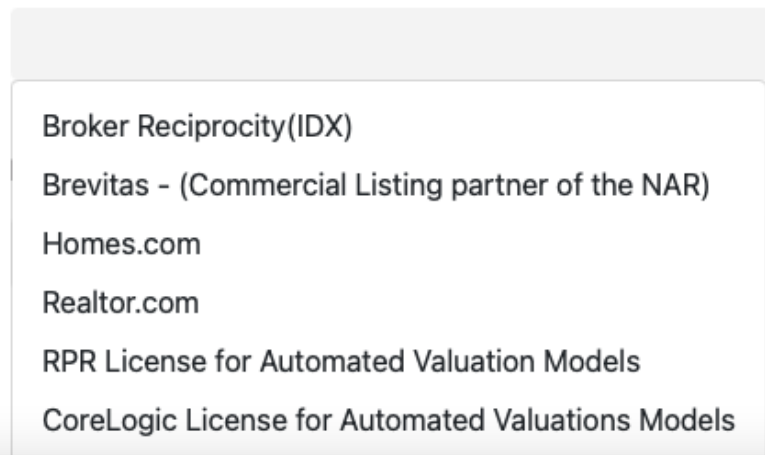 Broker Reciprocity(IDX)
Brevitas - (Commercial Listing partner of the NAR)
Homes.com
Realtor.com
RPR License for Automated Valuation Models
CoreLogic License for Automated Valuations Models